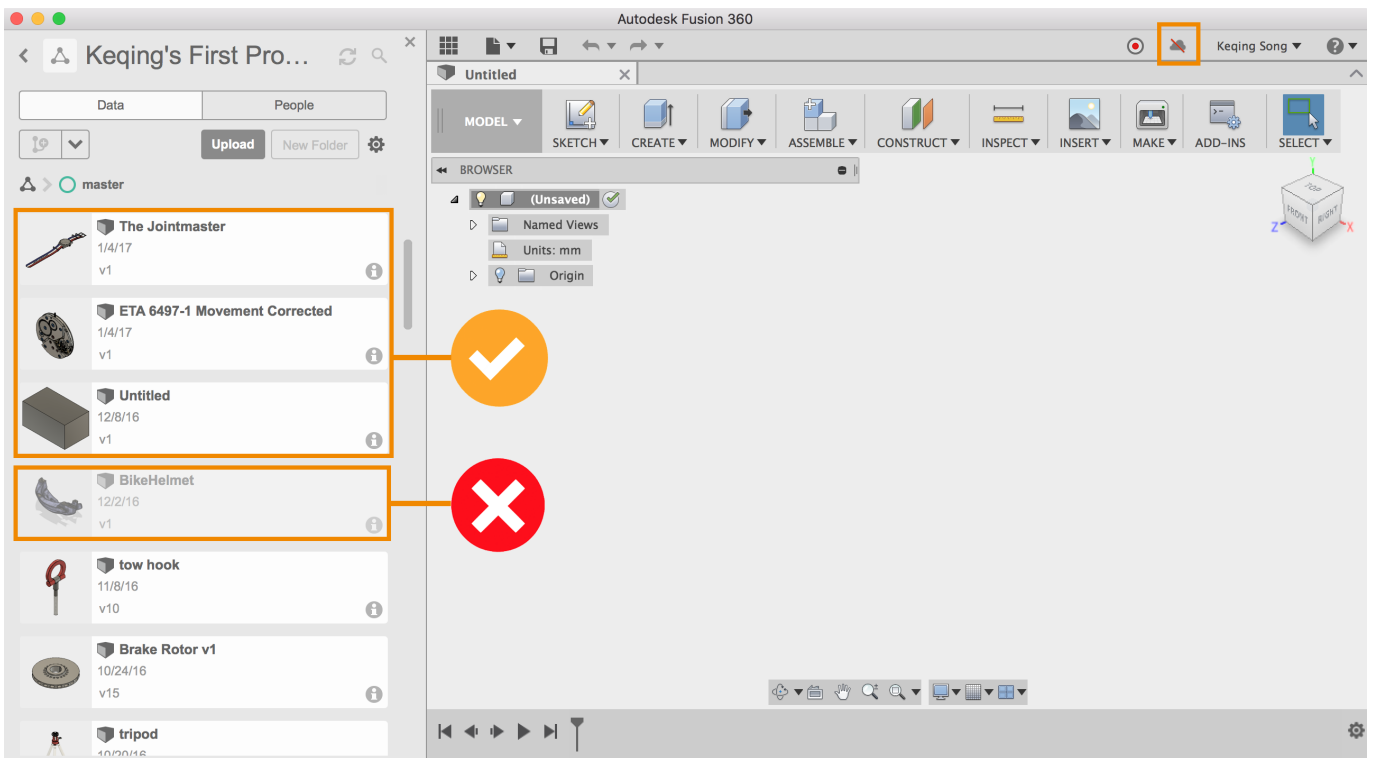 Autodesk Fusion 360
Keqing's First Pro...
Keqing Song
Untitled
Data
People
Upload
New Folder
master
MODEL
SKETCH
CREATE
MODIFY
ASSEMBLE
CONSTRUCT
INSPECT
INSERT
MAKE
ADD-INS
SELECT
BROWSER
(Unsaved)
Named Views
Units: mm
Origin
TOP
FRONT
RIGHT
Y
Z
X
The Jointmaster
1/4/17
v1
ETA 6497-1 Movement Corrected
1/4/17
v1
Untitled
12/8/16
v1
BikeHelmet
12/2/16
v1
tow hook
11/8/16
v10
Brake Rotor v1
10/24/16
v15
tripod
10/20/16